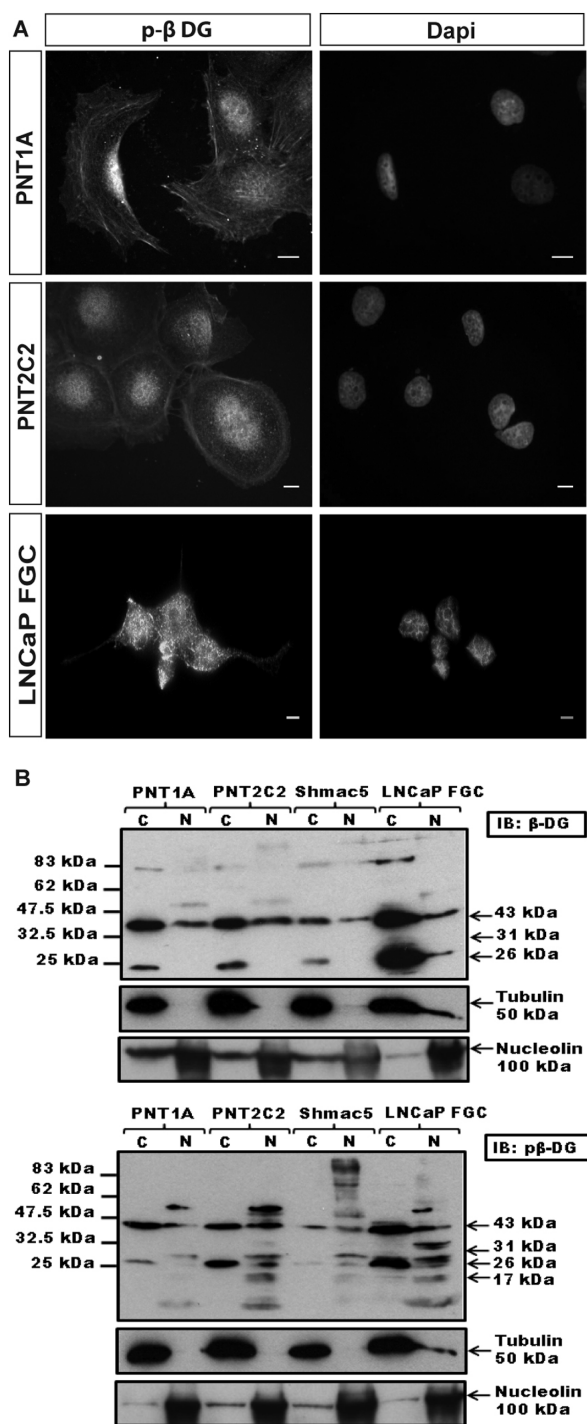 A
p-β DG
Dapi
PNT1A
PNT2C2
LNCaP FGC
B
PNT1A PNT2C2 Shmac5 LNCaP FGC
C N C N C N C N
IB: β-DG
83 kDa
62 kDa
47.5 kDa
32.5 kDa
25 kDa
43 kDa
31 kDa
26 kDa
Tubulin
50 kDa
Nucleolin
100 kDa
PNT1A PNT2C2 Shmac5 LNCaP FGC
C N C N C N C N
IB: pβ-DG
83 kDa
62 kDa
47.5 kDa
32.5 kDa
25 kDa
43 kDa
31 kDa
26 kDa
17 kDa
Tubulin
50 kDa
Nucleolin
100 kDa